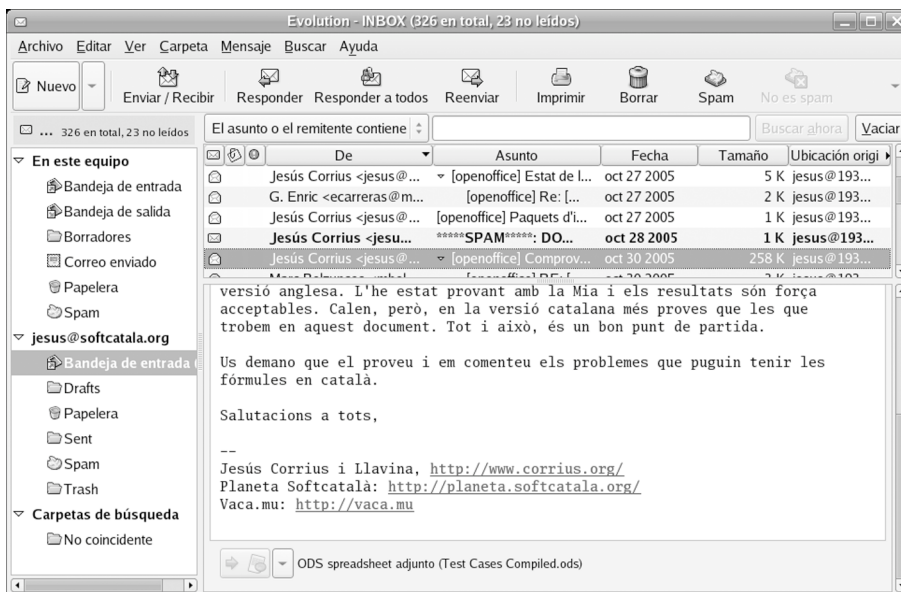 Evolution - INBOX (326 en total, 23 no leídos)
Archivo Editar Ver Carpeta Mensaje Buscar Ayuda
Nuevo Enviar / Recibir Responder Responder a todos Reenviar Imprimir Borrar Spam No es spam
... 326 en total, 23 no leídos El asunto o el remitente contiene Buscar ahora Vaciar
De Asunto Fecha Tamaño Ubicación origi
Jesús Corrius <jesus@... [openoffice] Estat de l... oct 27 2005 5 K jesus@193...
G. Enric <ecarreras@m... [openoffice] Re: [... oct 27 2005 2 K jesus@193...
Jesús Corrius <jesus@... [openoffice] Paquets d'i... oct 27 2005 1 K jesus@193...
Jesús Corrius <jesu... *****SPAM*****: DO... oct 28 2005 1 K jesus@193...
Jesús Corrius <jesus@... [openoffice] Comprov... oct 30 2005 258 K jesus@193...
En este equipo
Bandeja de entrada
Bandeja de salida
Borradores
Correo enviado
Papelera
Spam
jesus@softcatala.org
Bandeja de entrada (
Drafts
Papelera
Sent
Spam
Trash
Carpetas de búsqueda
No coincidente
versió anglesa. L'he estat provant amb la Mia i els resultats són força
acceptables. Calen, però, en la versió catalana més proves que les que
trobem en aquest document. Tot i això, és un bon punt de partida.
Us demano que el proveu i em comenteu els problemes que puguin tenir les
fórmules en català.
Salutacions a tots,
--
Jesús Corrius i Llavina, http://www.corrius.org/
Planeta Softcatalà: http://planeta.softcatala.org/
Vaca.mu: http://vaca.mu
ODS spreadsheet adjunto (Test Cases Compiled.ods)